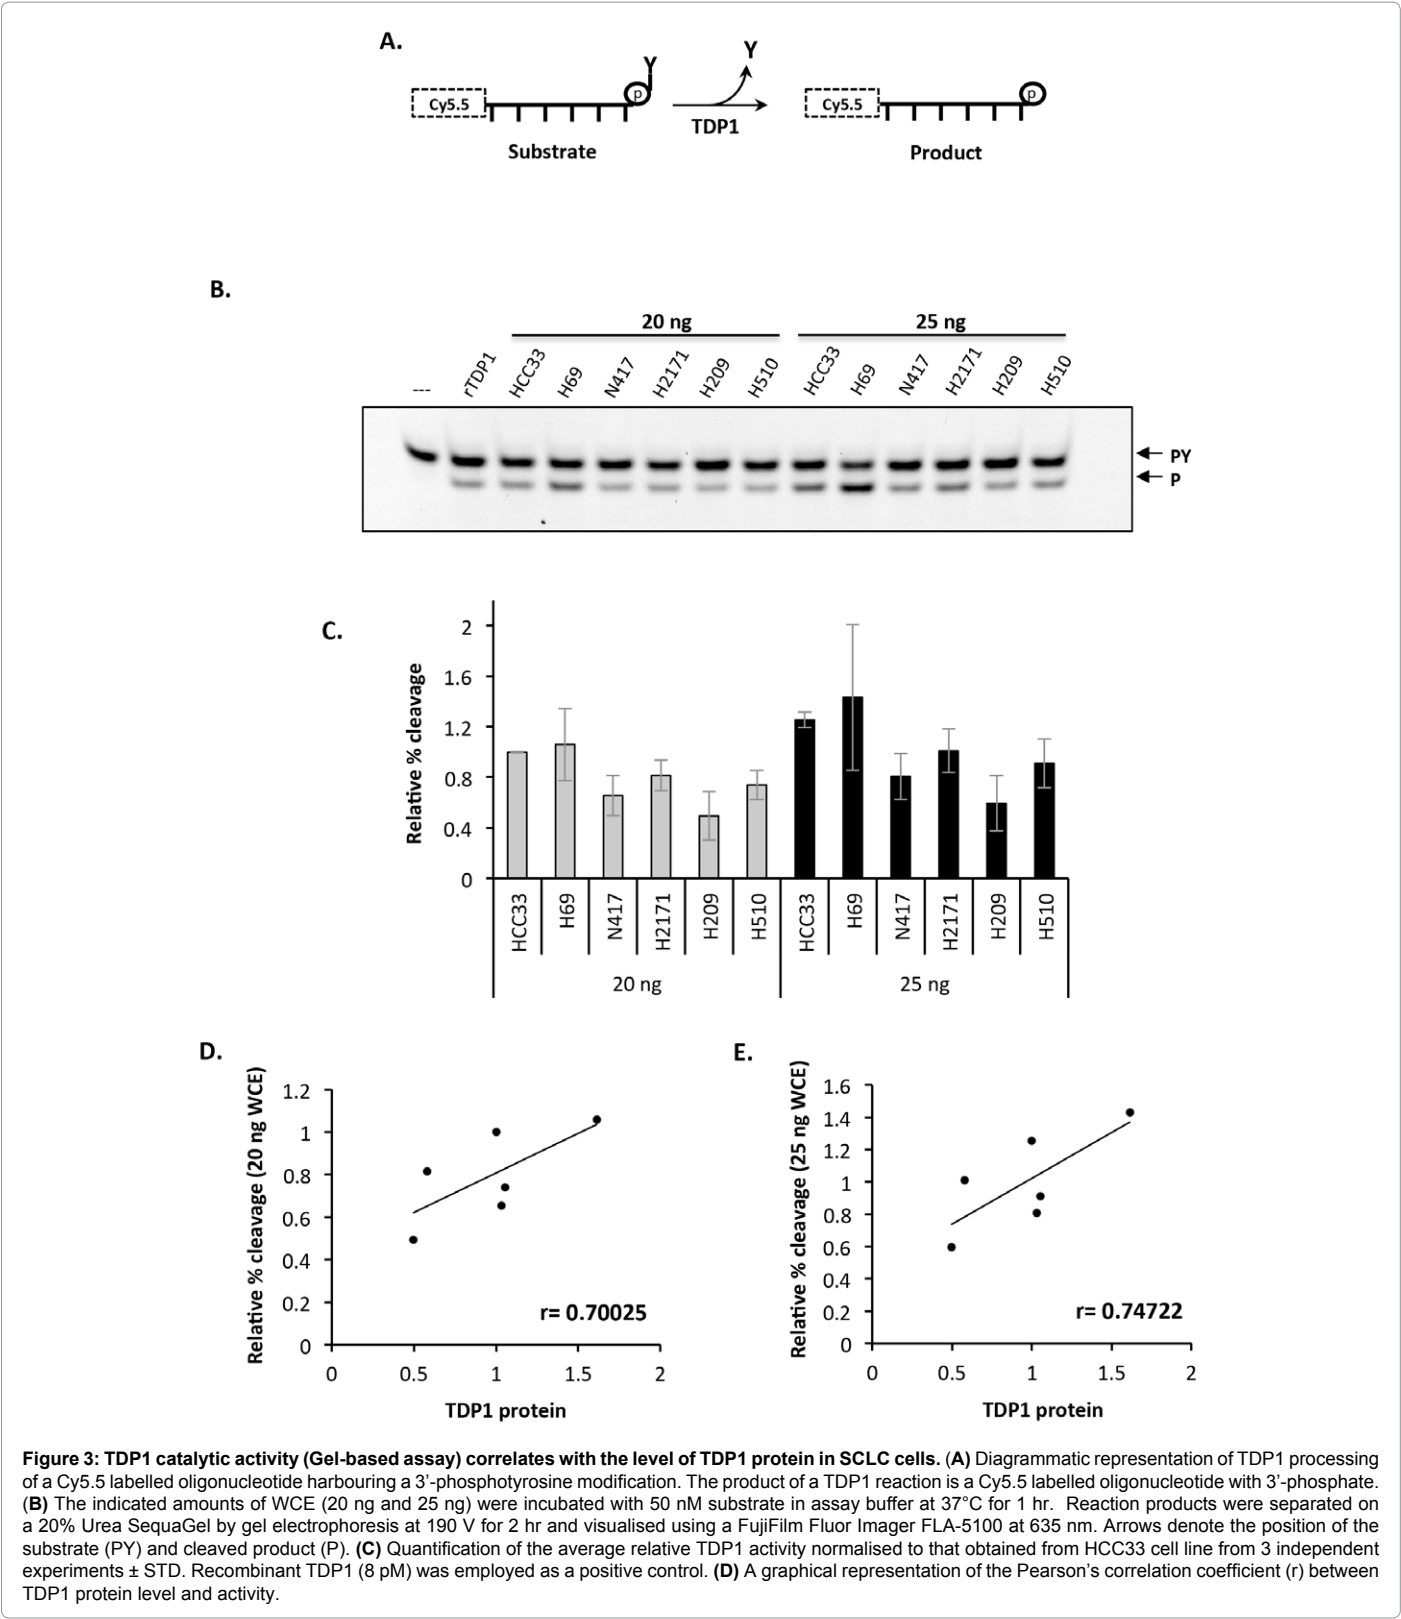 A.
Y
Y
Cy5.5
p
TDP1
Cy5.5
p
Substrate
Product
B.
20 ng
25 ng
---
rTDP1
HCC33
H69
N417
H2171
H209
H510
HCC33
H69
N417
H2171
H209
H510
PY
P
C.
Relative % cleavage
2
1.6
1.2
0.8
0.4
0
HCC33
H69
N417
H2171
H209
H510
HCC33
H69
N417
H2171
H209
H510
20 ng
25 ng
D.
Relative % cleavage (20 ng WCE)
1.2
1
0.8
0.6
0.4
0.2
0
r= 0.70025
0
0.5
1
1.5
2
TDP1 protein
E.
Relative % cleavage (25 ng WCE)
1.6
1.4
1.2
1
0.8
0.6
0.4
0.2
0
r= 0.74722
0
0.5
1
1.5
2
TDP1 protein
Figure 3: TDP1 catalytic activity (Gel-based assay) correlates with the level of TDP1 protein in SCLC cells. (A) Diagrammatic representation of TDP1 processing
of a Cy5.5 labelled oligonucleotide harbouring a 3’-phosphotyrosine modification. The product of a TDP1 reaction is a Cy5.5 labelled oligonucleotide with 3’-phosphate.
(B) The indicated amounts of WCE (20 ng and 25 ng) were incubated with 50 nM substrate in assay buffer at 37°C for 1 hr. Reaction products were separated on
a 20% Urea SequaGel by gel electrophoresis at 190 V for 2 hr and visualised using a FujiFilm Fluor Imager FLA-5100 at 635 nm. Arrows denote the position of the
substrate (PY) and cleaved product (P). (C) Quantification of the average relative TDP1 activity normalised to that obtained from HCC33 cell line from 3 independent
experiments ± STD. Recombinant TDP1 (8 pM) was employed as a positive control. (D) A graphical representation of the Pearson’s correlation coefficient (r) between
TDP1 protein level and activity.